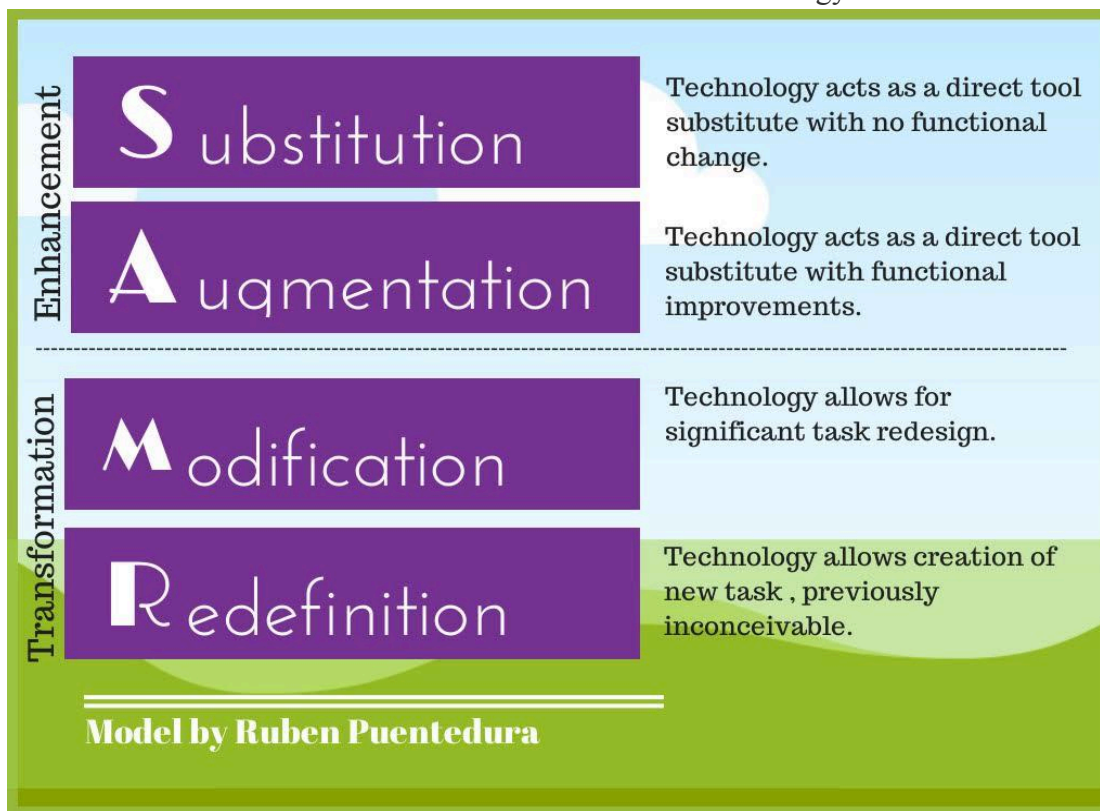 Enhancement
Substitution
Technology acts as a direct tool
substitute with no functional
change.
Augmentation
Technology acts as a direct tool
substitute with functional
improvements.
Transformation
Modification
Technology allows for
significant task redesign.
Redefinition
Technology allows creation of
new task , previously
inconceivable.
Model by Ruben Puentedura